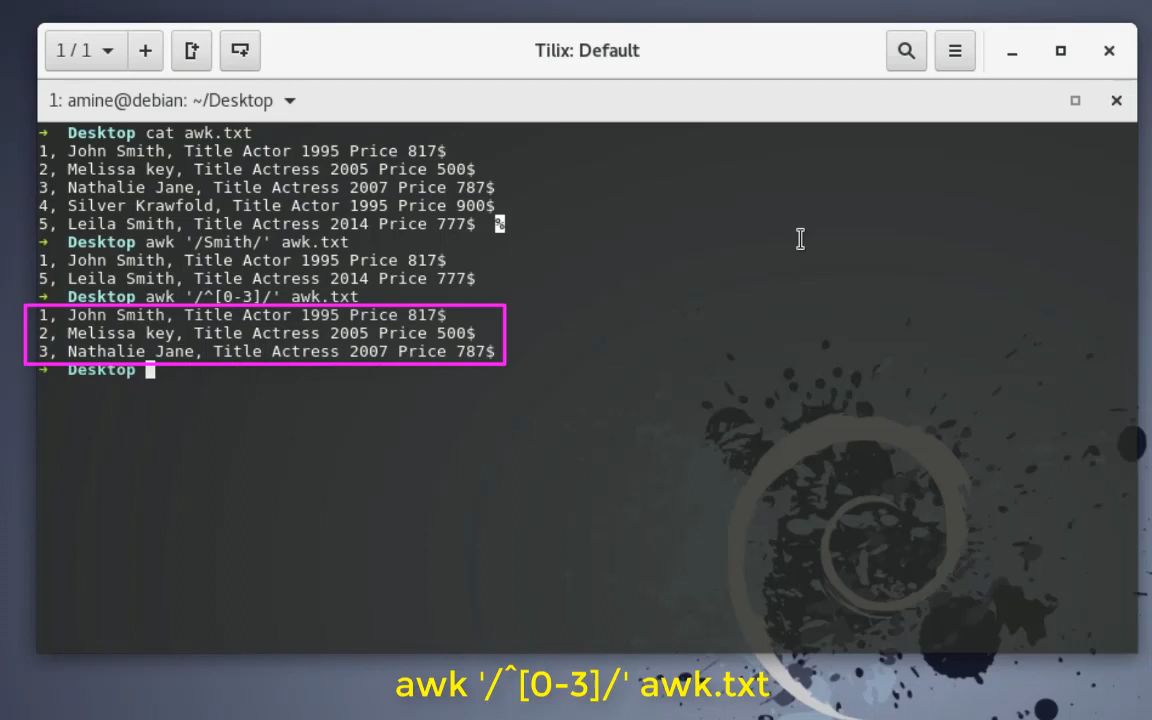 1 / 1
Tilix: Default
1: amine@debian: ~/Desktop
→ Desktop cat awk.txt
1, John Smith, Title Actor 1995 Price 817$
2, Melissa key, Title Actress 2005 Price 500$
3, Nathalie Jane, Title Actress 2007 Price 787$
4, Silver Krawfold, Title Actor 1995 Price 900$
5, Leila Smith, Title Actress 2014 Price 777$ %
→ Desktop awk '/Smith/' awk.txt
1, John Smith, Title Actor 1995 Price 817$
5, Leila Smith, Title Actress 2014 Price 777$
→ Desktop awk '/^[0-3]/' awk.txt
1, John Smith, Title Actor 1995 Price 817$
2, Melissa key, Title Actress 2005 Price 500$
3, Nathalie Jane, Title Actress 2007 Price 787$
→ Desktop
awk '/^[0-3]/' awk.txt